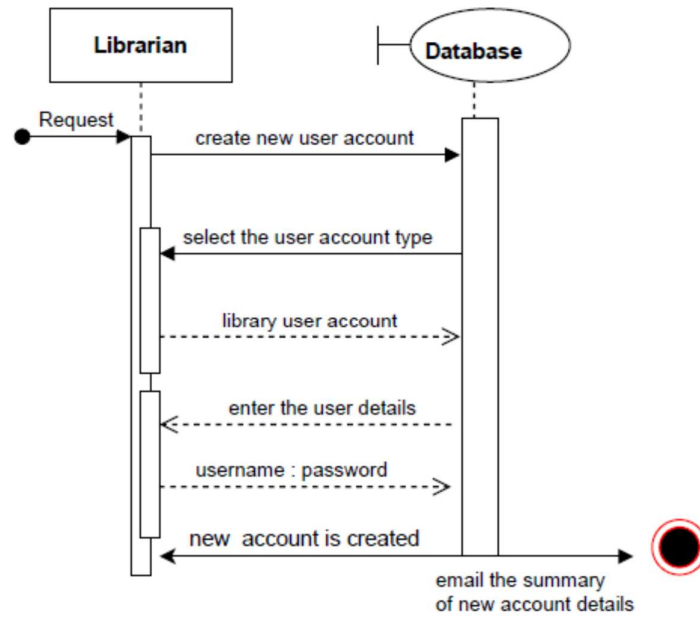 Librarian
Database
Request
create new user account
select the user account type
library user account
enter the user details
username : password
new account is created
email the summary
of new account details